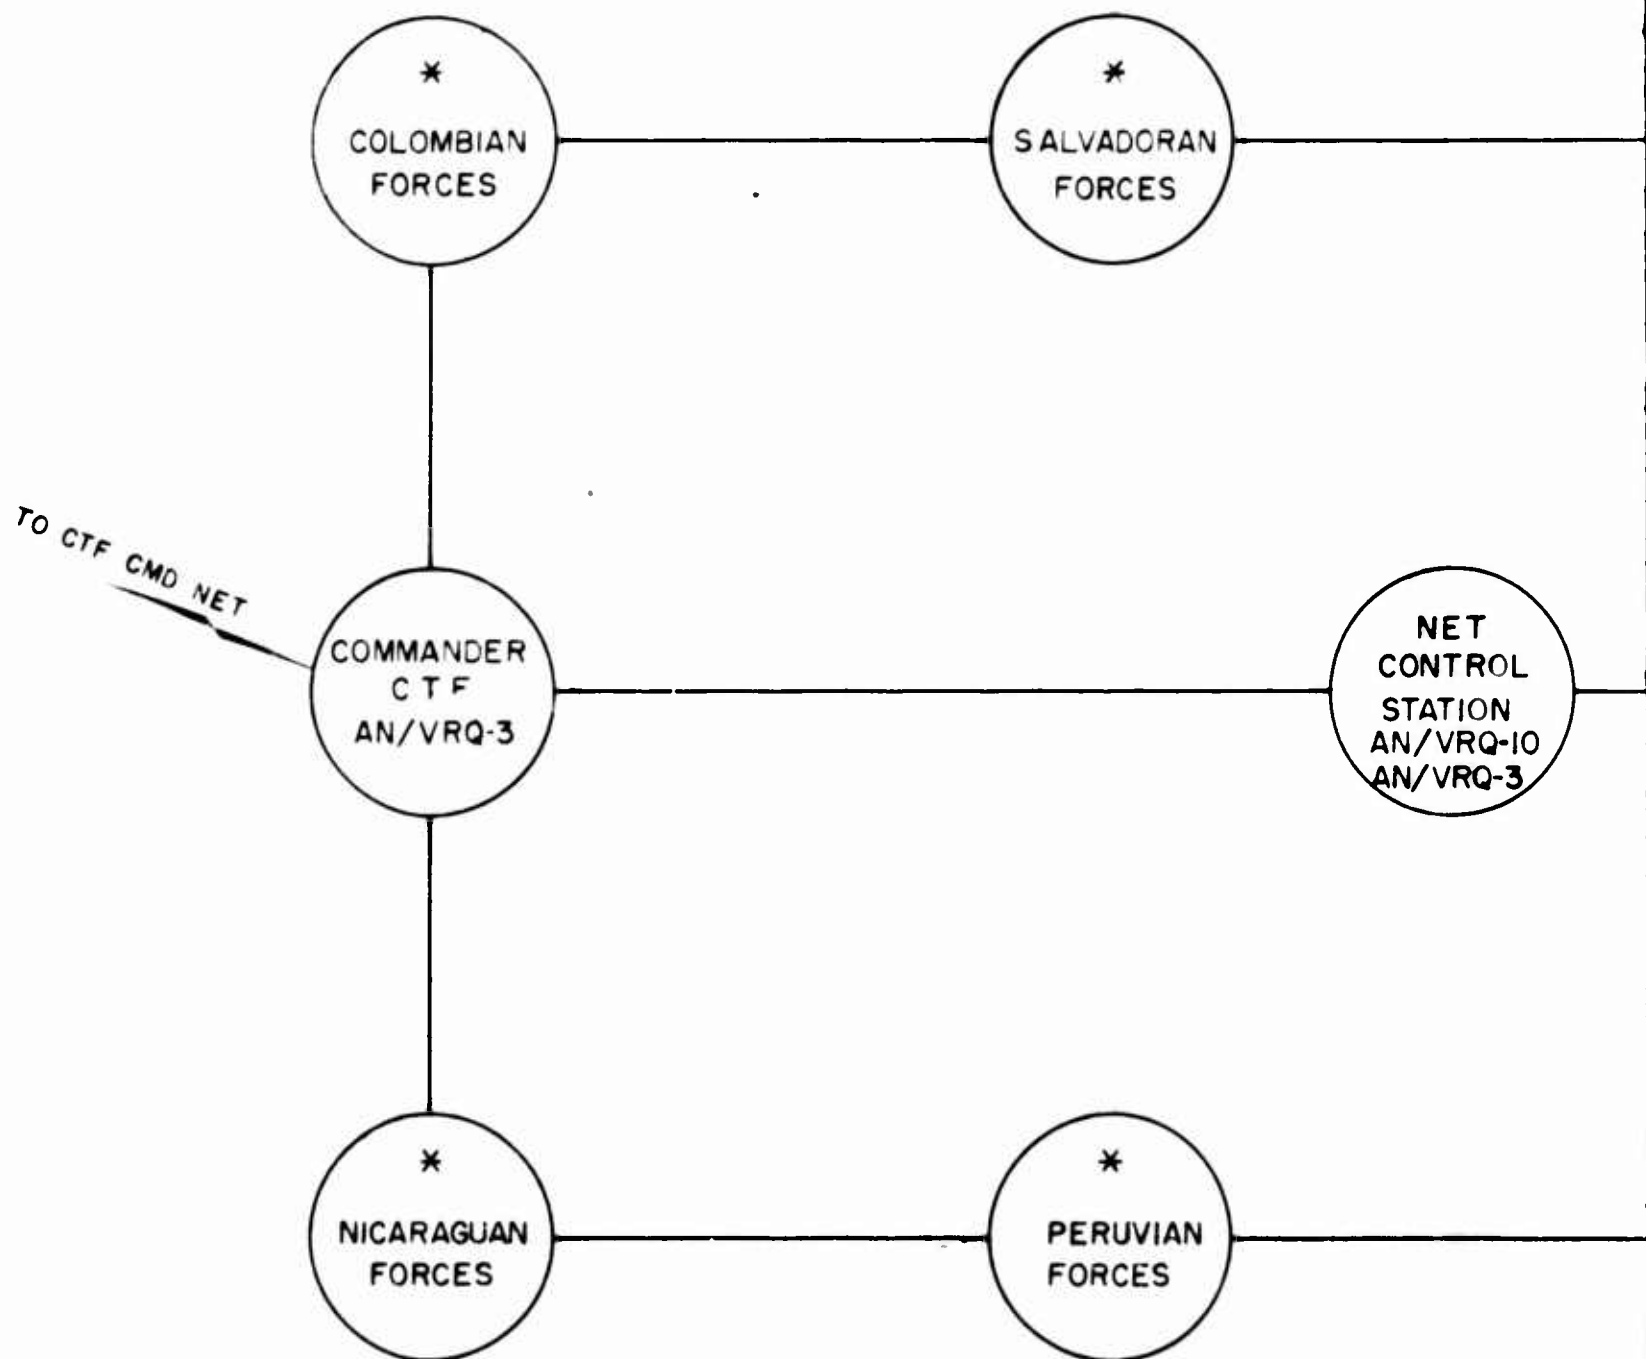 *
COLOMBIAN
FORCES
*
SALVADORAN
FORCES
TO CTF CMD NET
COMMANDER
CTF
AN/VRQ-3
NET
CONTROL
STATION
AN/VRQ-10
AN/VRQ-3
*
NICARAGUAN
FORCES
*
PERUVIAN
FORCES